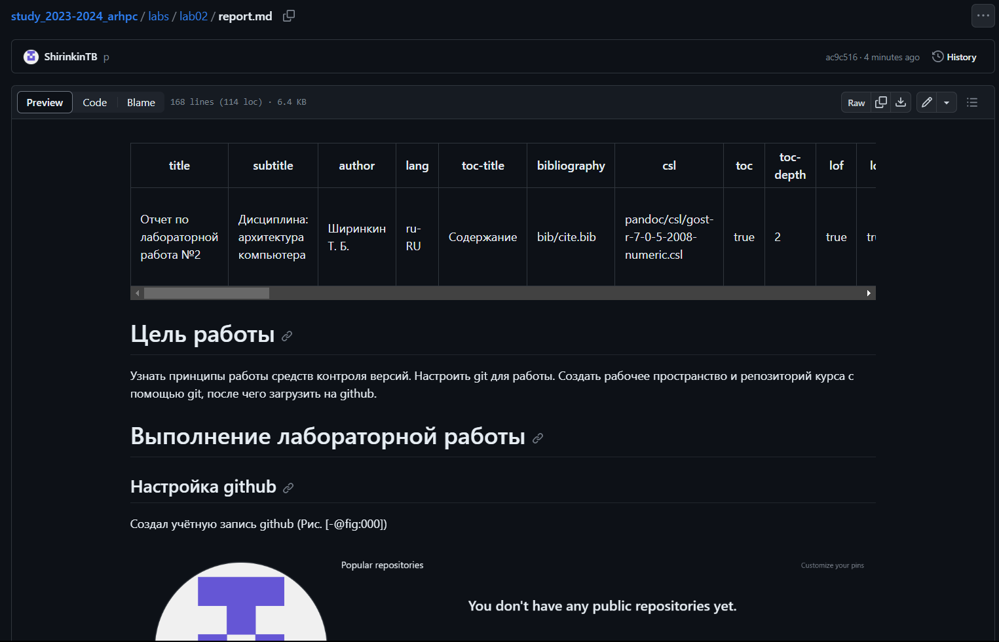 study_2023-2024_arhpc / labs / lab02 / report.md
ShirinkinTB p
ac9c516 · 4 minutes ago History
Preview Code Blame 168 lines (114 loc) · 6.4 KB
Raw
title subtitle author lang toc-title bibliography csl toc toc-depth lof
Отчет по
лабораторной
работа №2
Дисциплина:
архитектура
компьютера
Ширинкин
Т. Б.
ru-
RU
Содержание
bib/cite.bib
pandoc/csl/gost-
r-7-0-5-2008-
numeric.csl
true
2
true
Цель работы
Узнать принципы работы средств контроля версий. Настроить git для работы. Создать рабочее пространство и репозиторий курса с
помощью git, после чего загрузить на github.
Выполнение лабораторной работы
Настройка github
Создал учётную запись github (Рис. [-@fig:000])
Popular repositories
Customize your pins
You don't have any public repositories yet.